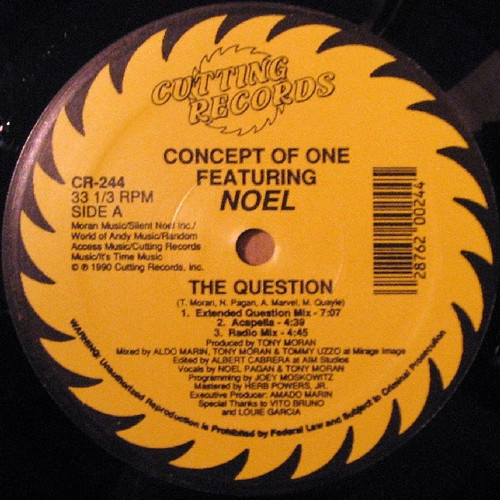 CUTTING
RECORDS
CONCEPT OF ONE
FEATURING
NOEL
CR-244
33 1/3 RPM
SIDE A
Moran Music/Silent Noel Inc./
World of Andy Music/Random
Access Music/Cutting Records
Music/It's Time Music
© ℗ 1990 Cutting Records, Inc.
28762 00244
THE QUESTION
(T. Moran, N. Pagan, A. Marvel, M. Quayle)
1. Extended Question Mix - 7:07
2. Acapella - 4:39
3. Radio Mix - 4:45
Produced by TONY MORAN
Mixed by ALDO MARIN, TONY MORAN & TOMMY UZZO at Mirage Image
Edited by ALBERT CABRERA at AIM Studios
Vocals by NOEL PAGAN & TONY MORAN
Programming by JOEY MOSKOWITZ
Mastered by HERB POWERS, JR.
Executive Producer: AMADO MARIN
Special Thanks to VITO BRUNO
and LOUIE GARCIA
WARNING: Unauthorized Reproduction is Prohibited by Federal Law and Subject to Criminal Prosecution